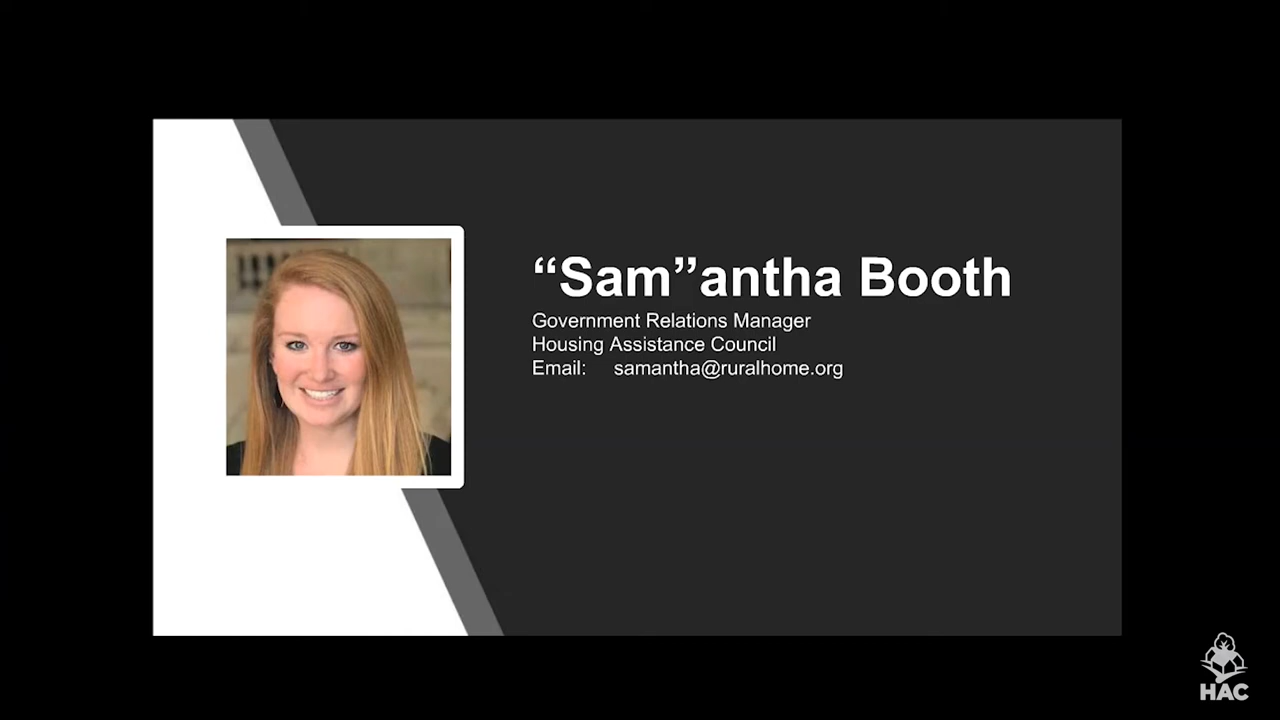 “Sam”antha Booth
Government Relations Manager
Housing Assistance Council
Email: samantha@ruralhome.org
HAC